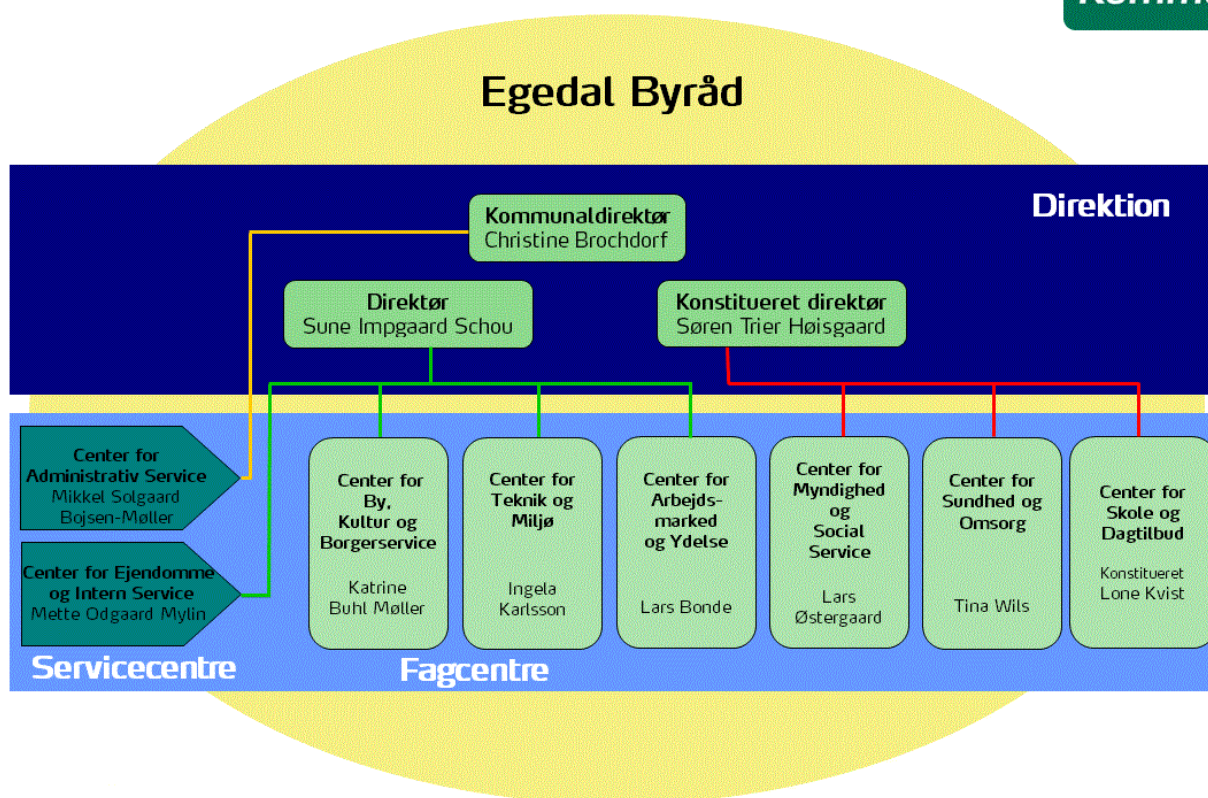 Egedal Byråd
Direktion
Kommunaldirektør
Christine Brochdorf
Direktør
Sune Impgaard Schou
Konstitueret direktør
Søren Trier Høisgaard
Center for
Administrativ Service
Mikkel Solgaard
Bojsen-Møller
Center for Ejendomme
og Intern Service
Mette Odgaard Mylin
Servicecentre
Center for
By,
Kultur og
Borgerservice
Katrine
Buhl Møller
Center for
Teknik og
Miljø
Ingela
Karlsson
Center for
Arbejds-
marked
og Ydelse
Lars Bonde
Center for
Myndighed
og
Social
Service
Lars
Østergaard
Center for
Sundhed og
Omsorg
Tina Wils
Center for
Skole og
Dagtilbud
Konstitueret
Lone Kvist
Fagcentre